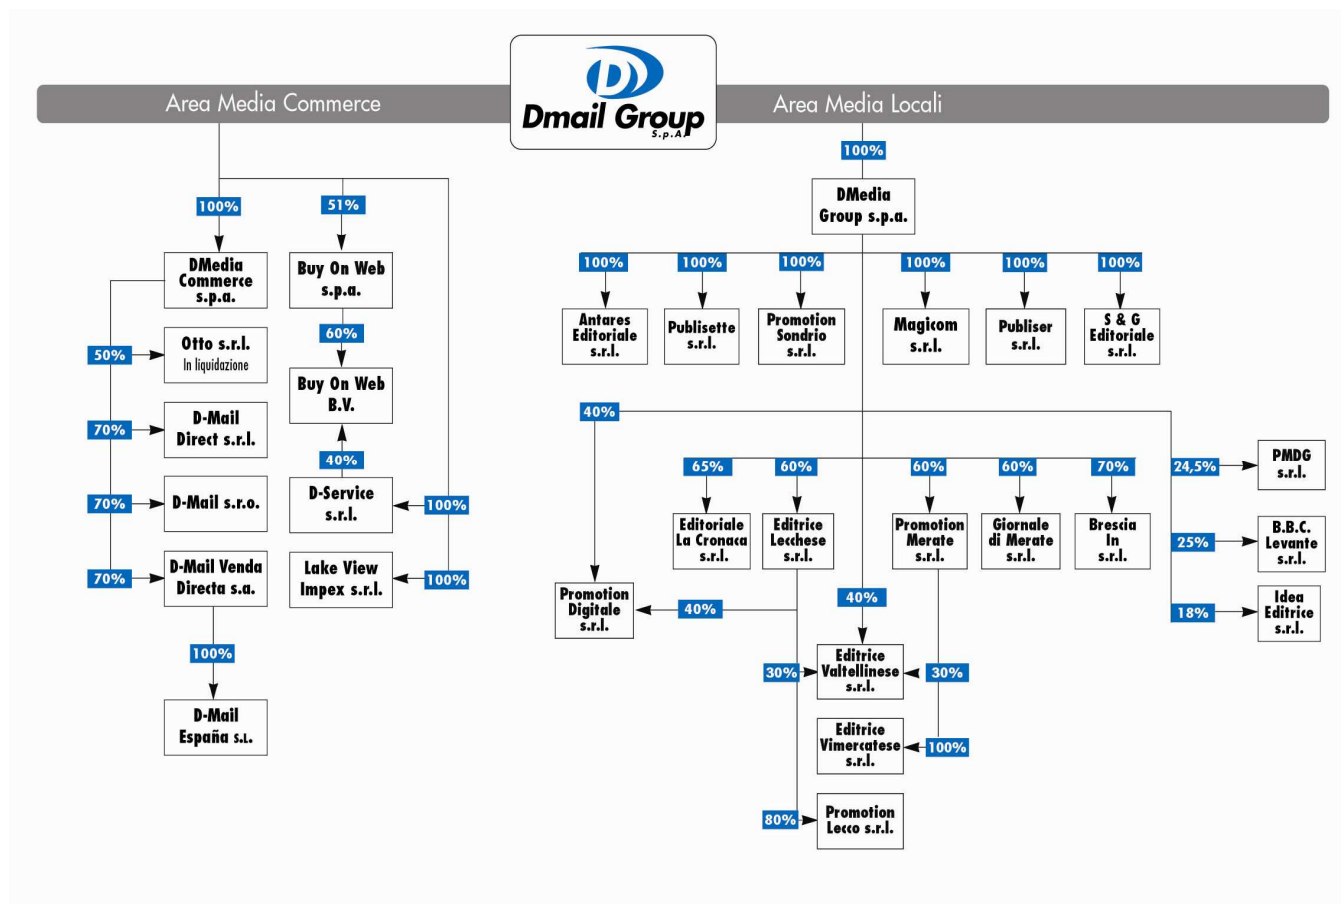 Area Media Commerce
Dmail Group
S.p.A.
Area Media Locali
100%
DMedia
Group s.p.a.
100%
51%
DMedia
Commerce
s.p.a.
Buy On Web
s.p.a.
50%
Otto s.r.l.
In liquidazione
60%
Buy On Web
B.V.
70%
D-Mail
Direct s.r.l.
40%
70%
D-Mail s.r.o.
D-Service
s.r.l.
100%
70%
D-Mail Venda
Directa s.a.
Lake View
Impex s.r.l.
100%
100%
D-Mail
España S.L.
100%
100%
100%
100%
100%
100%
Antares
Editoriale
s.r.l.
Publisette
s.r.l.
Promotion
Sondrio
s.r.l.
Magicom
s.r.l.
Publiser
s.r.l.
S & G
Editoriale
s.r.l.
40%
65%
60%
60%
60%
70%
24,5%
PMDG
s.r.l.
Editoriale
La Cronaca
s.r.l.
Editrice
Lecchese
s.r.l.
Promotion
Merate
s.r.l.
Giornale
di Merate
s.r.l.
Brescia
In
s.r.l.
25%
B.B.C.
Levante
s.r.l.
Promotion
Digitale
s.r.l.
40%
40%
18%
Idea
Editrice
s.r.l.
30%
Editrice
Valtellinese
s.r.l.
30%
Editrice
Vimercatese
s.r.l.
100%
80%
Promotion
Lecco s.r.l.